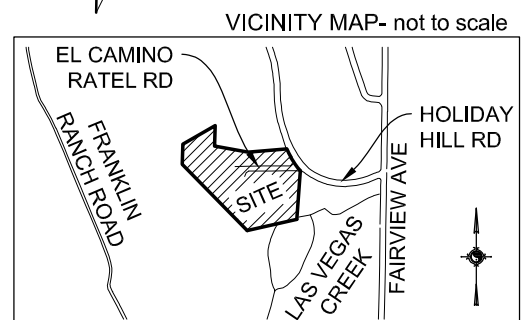 VICINITY MAP- not to scale
EL CAMINO
RATEL RD
FRANKLIN
RANCH ROAD
HOLIDAY
HILL RD
SITE
FAIRVIEW AVE
LAS VEGAS
CREEK